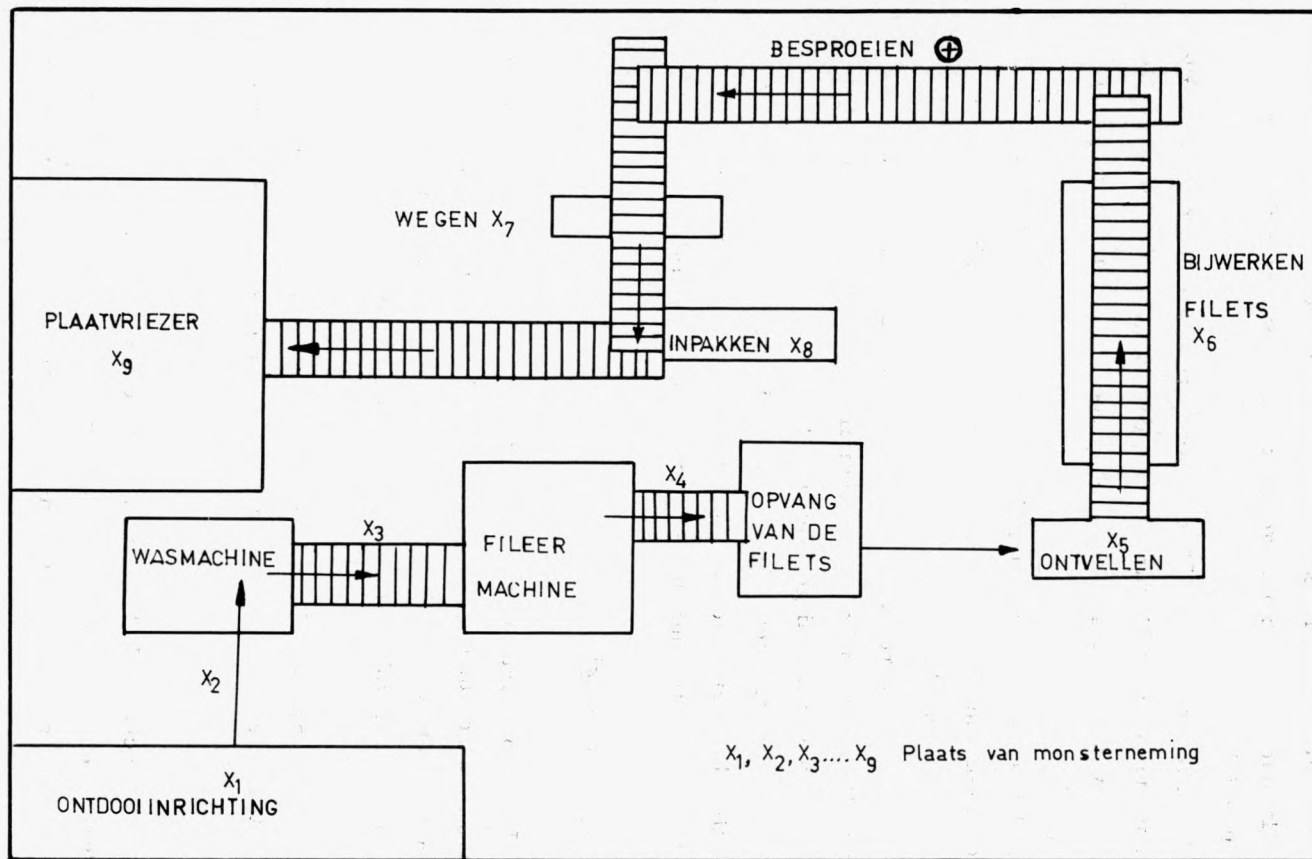 BESPROEIEN
WEGEN X7
BIJWERKEN
FILETS
X6
PLAATVRIEZER
X9
INPAKKEN X8
X4
OPVANG
VAN DE
FILETS
X3
WASMACHINE
FILEER
MACHINE
X5
ONTVELLEN
X2
X1, X2, X3....X9 Plaats van monsterneming
X1
ONTDOOIINRICHTING